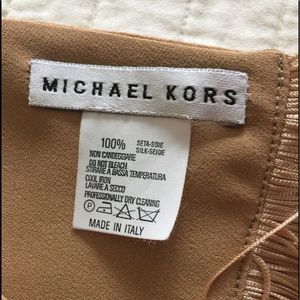 MICHAEL KORS
100% SETA-SOIE
SILK-SEIDE
NON CANDEGGIARE
DO NOT BLEACH
STIRARE A BASSA TEMPERATURA
COOL IRON
LAVARE A SECCO
PROFESSIONALLY DRY CLEANING
P
MADE IN ITALY